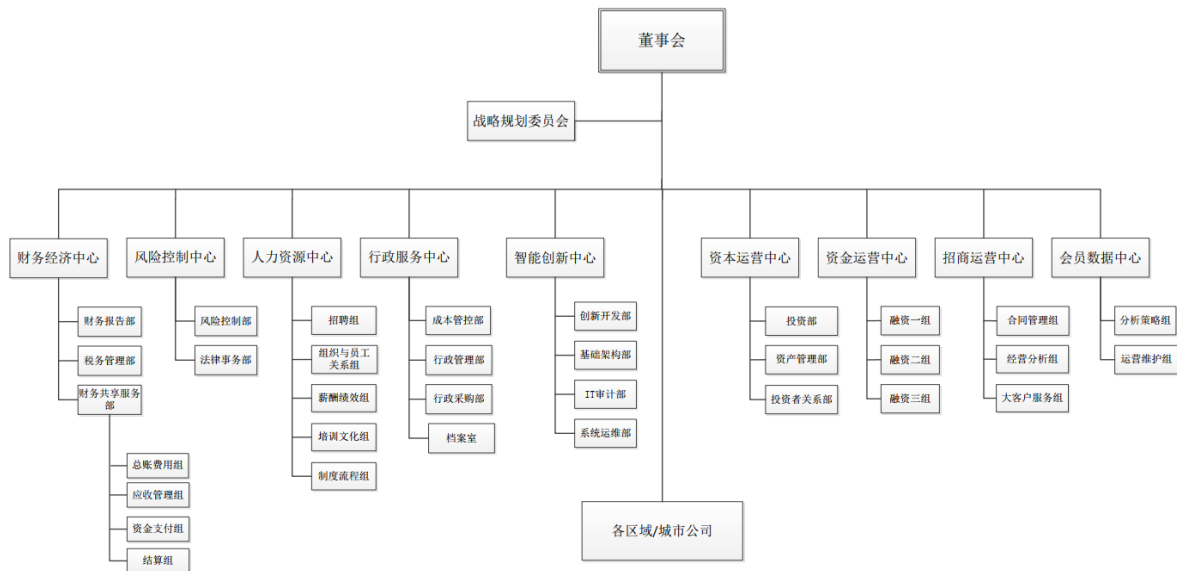 董事会
战略规划委员会
财务经济中心
风险控制中心
人力资源中心
行政服务中心
智能创新中心
资本运营中心
资金运营中心
招商运营中心
会员数据中心
财务报告部
税务管理部
财务共享服务
部
总账费用组
应收管理组
资金支付组
结算组
风险控制部
法律事务部
招聘组
组织与员工
关系组
薪酬绩效组
培训文化组
制度流程组
成本管控部
行政管理部
行政采购部
档案室
创新开发部
基础架构部
IT审计部
系统运维部
投资部
资产管理部
投资者关系部
融资一组
融资二组
融资三组
合同管理组
经营分析组
大客户服务组
分析策略组
运营维护组
各区域/城市公司